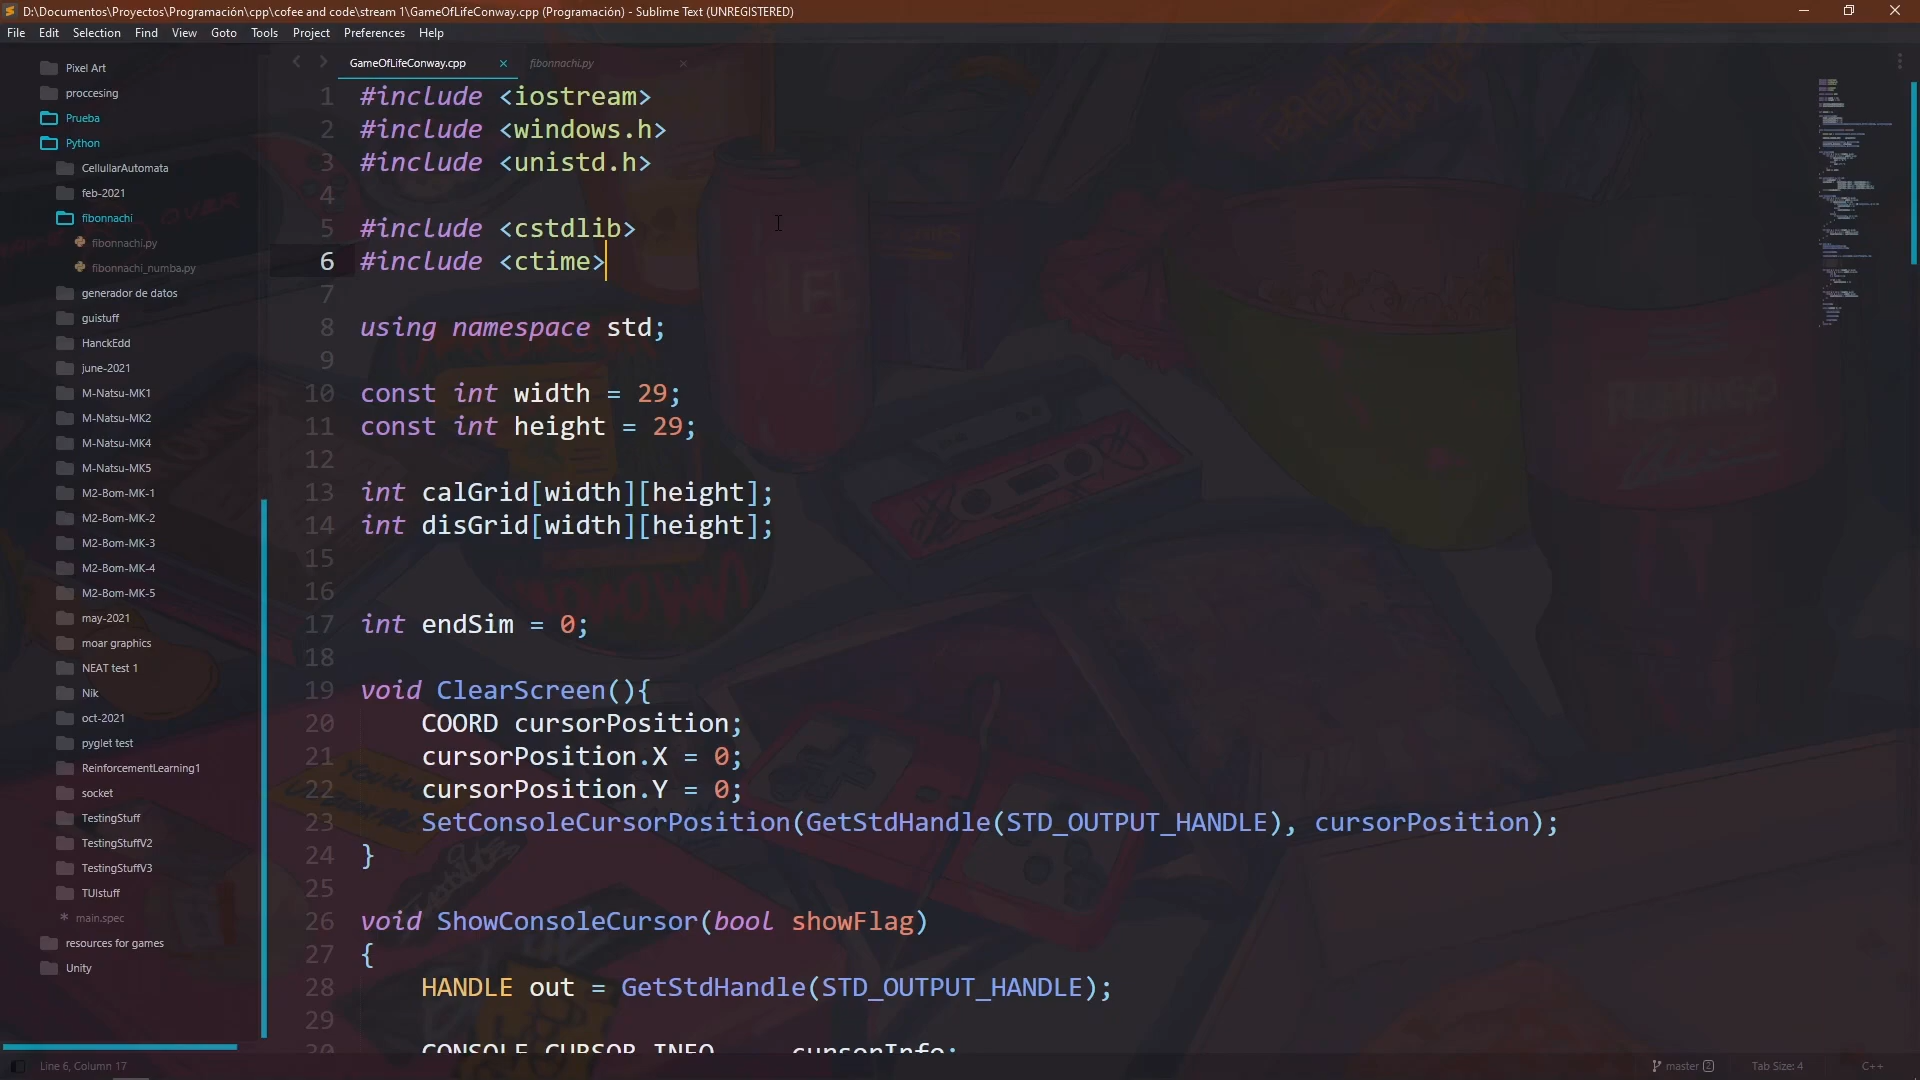 D:\Documentos\Proyectos\Programación\cpp\cofee and code\stream 1\GameOfLifeConway.cpp (Programación) - Sublime Text (UNREGISTERED)
File Edit Selection Find View Goto Tools Project Preferences Help
Pixel Art
proccesing
Prueba
Python
CellullarAutomata
feb-2021
fibonnachi
fibonnachi.py
fibonnachi_numba.py
generador de datos
guistuff
HanckEdd
june-2021
M-Natsu-MK1
M-Natsu-MK2
M-Natsu-MK4
M-Natsu-MK5
M2-Bom-MK-1
M2-Bom-MK-2
M2-Bom-MK-3
M2-Bom-MK-4
M2-Bom-MK-5
may-2021
moar graphics
NEAT test 1
Nik
oct-2021
pyglet test
ReinforcementLearning1
socket
TestingStuff
TestingStuffV2
TestingStuffV3
TUIstuff
main.spec
resources for games
Unity
GameOfLifeConway.cpp fibonnachi.py
1 #include <iostream>
2 #include <windows.h>
3 #include <unistd.h>
4
5 #include <cstdlib>
6 #include <ctime>
7
8 using namespace std;
9
10 const int width = 29;
11 const int height = 29;
12
13 int calGrid[width][height];
14 int disGrid[width][height];
15
16
17 int endSim = 0;
18
19 void ClearScreen(){
20 COORD cursorPosition;
21 cursorPosition.X = 0;
22 cursorPosition.Y = 0;
23 SetConsoleCursorPosition(GetStdHandle(STD_OUTPUT_HANDLE), cursorPosition);
24 }
25
26 void ShowConsoleCursor(bool showFlag)
27 {
28 HANDLE out = GetStdHandle(STD_OUTPUT_HANDLE);
29
30 CONSOLE_CURSOR_INFO cursorInfo;
Line 6, Column 17 master 2 Tab Size: 4 C++